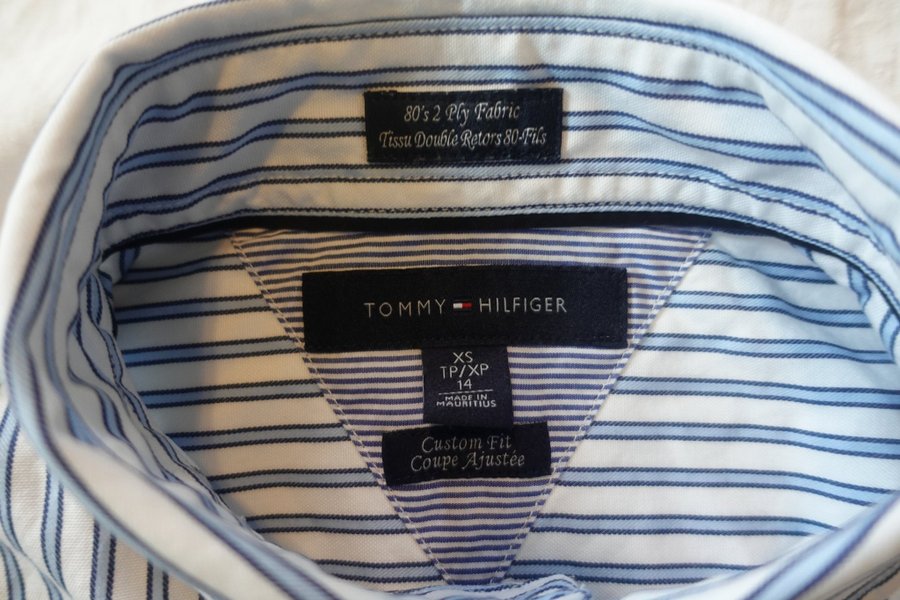 80's 2 Ply Fabric
Tissu Double Retors 80-Fils
TOMMY HILFIGER
XS
TP/XP
14
MADE IN
MAURITIUS
Custom Fit
Coupe Ajustée